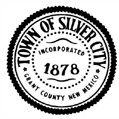 TOWN OF SILVER CITY
INCORPORATED
1878
GRANT COUNTY NEW MEXICO